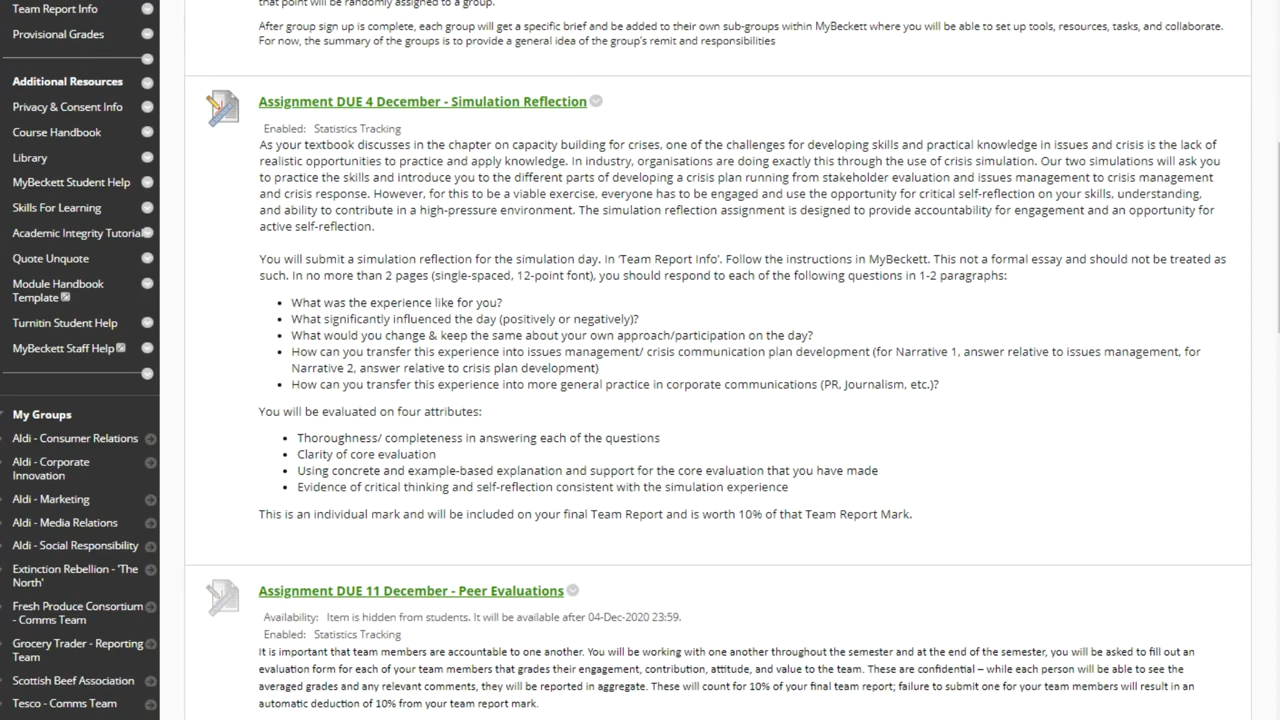 Team Report Info
Provisional Grades
Additional Resources
Privacy & Consent Info
Course Handbook
Library
MyBeckett Student Help
Skills For Learning
Academic Integrity Tutorial
Quote Unquote
Module Handbook
Template
Turnitin Student Help
MyBeckett Staff Help
My Groups
Aldi - Consumer Relations
Aldi - Corporate
Innovation
Aldi - Marketing
Aldi - Media Relations
Aldi - Social Responsibility
Extinction Rebellion - 'The
North'
Fresh Produce Consortium
- Comms Team
Grocery Trader - Reporting
Team
Scottish Beef Association
Tesco - Comms Team
that point will be randomly assigned to a group.
After group sign up is complete, each group will get a specific brief and be added to their own sub-groups within MyBeckett where you will be able to set up tools, resources, tasks, and collaborate.
For now, the summary of the groups is to provide a general idea of the group's remit and responsibilities
Assignment DUE 4 December - Simulation Reflection
Enabled: Statistics Tracking
As your textbook discusses in the chapter on capacity building for crises, one of the challenges for developing skills and practical knowledge in issues and crisis is the lack of
realistic opportunities to practice and apply knowledge. In industry, organisations are doing exactly this through the use of crisis simulation. Our two simulations will ask you
to practice the skills and introduce you to the different parts of developing a crisis plan running from stakeholder evaluation and issues management to crisis management
and crisis response. However, for this to be a viable exercise, everyone has to be engaged and use the opportunity for critical self-reflection on your skills, understanding,
and ability to contribute in a high-pressure environment. The simulation reflection assignment is designed to provide accountability for engagement and an opportunity for
active self-reflection.
You will submit a simulation reflection for the simulation day. In 'Team Report Info'. Follow the instructions in MyBeckett. This not a formal essay and should not be treated as
such. In no more than 2 pages (single-spaced, 12-point font), you should respond to each of the following questions in 1-2 paragraphs:
• What was the experience like for you?
• What significantly influenced the day (positively or negatively)?
• What would you change & keep the same about your own approach/participation on the day?
• How can you transfer this experience into issues management/ crisis communication plan development (for Narrative 1, answer relative to issues management, for
Narrative 2, answer relative to crisis plan development)
• How can you transfer this experience into more general practice in corporate communications (PR, Journalism, etc.)?
You will be evaluated on four attributes:
• Thoroughness/ completeness in answering each of the questions
• Clarity of core evaluation
• Using concrete and example-based explanation and support for the core evaluation that you have made
• Evidence of critical thinking and self-reflection consistent with the simulation experience
This is an individual mark and will be included on your final Team Report and is worth 10% of that Team Report Mark.
Assignment DUE 11 December - Peer Evaluations
Availability: Item is hidden from students. It will be available after 04-Dec-2020 23:59.
Enabled: Statistics Tracking
It is important that team members are accountable to one another. You will be working with one another throughout the semester and at the end of the semester, you will be asked to fill out an
evaluation form for each of your team members that grades their engagement, contribution, attitude, and value to the team. These are confidential – while each person will be able to see the
averaged grades and any relevant comments, they will be reported in aggregate. These will count for 10% of your final team report; failure to submit one for your team members will result in an
automatic deduction of 10% from your team report mark.